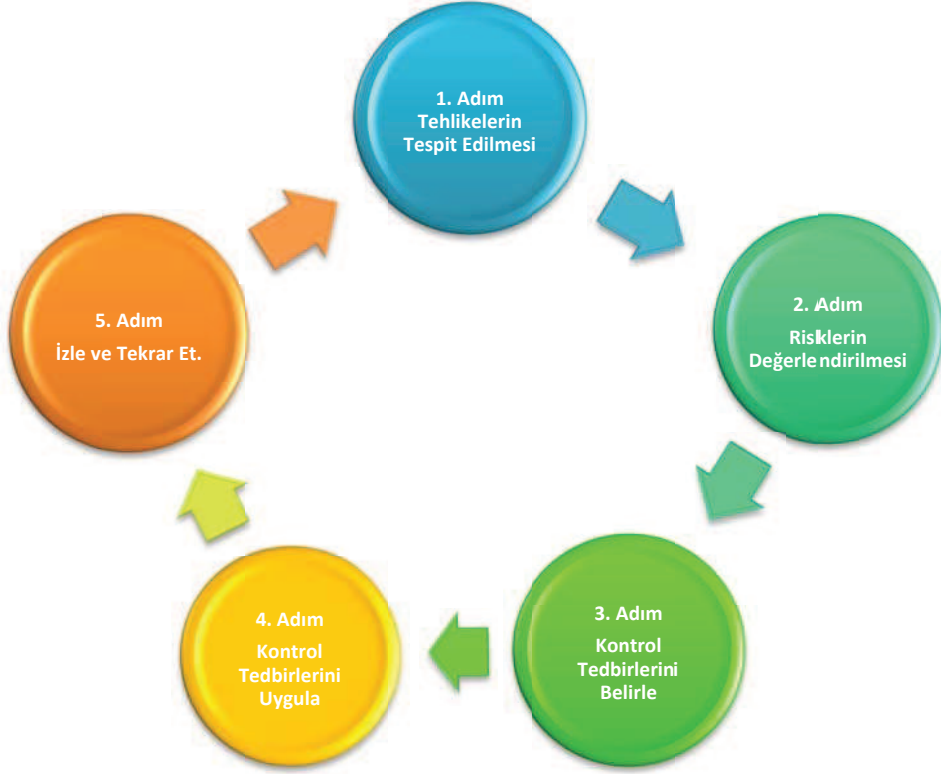 1. Adım
Tehlikelerin
Tespit Edilmesi
2. Adım
Risklerin
Değerlendirilmesi
3. Adım
Kontrol
Tedbirlerini
Belirle
4. Adım
Kontrol
Tedbirlerini
Uygula
5. Adım
İzle ve Tekrar Et.